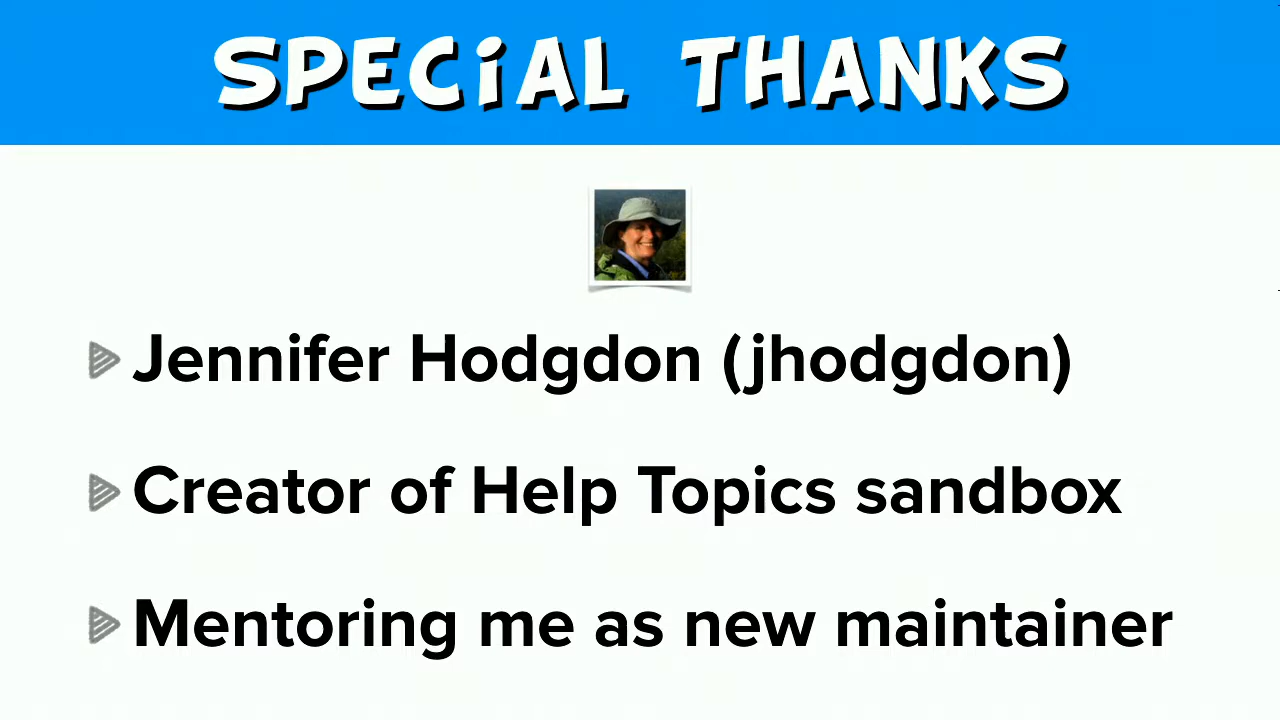 SPECiAL THANKS
Jennifer Hodgdon (jhodgdon)
Creator of Help Topics sandbox
Mentoring me as new maintainer